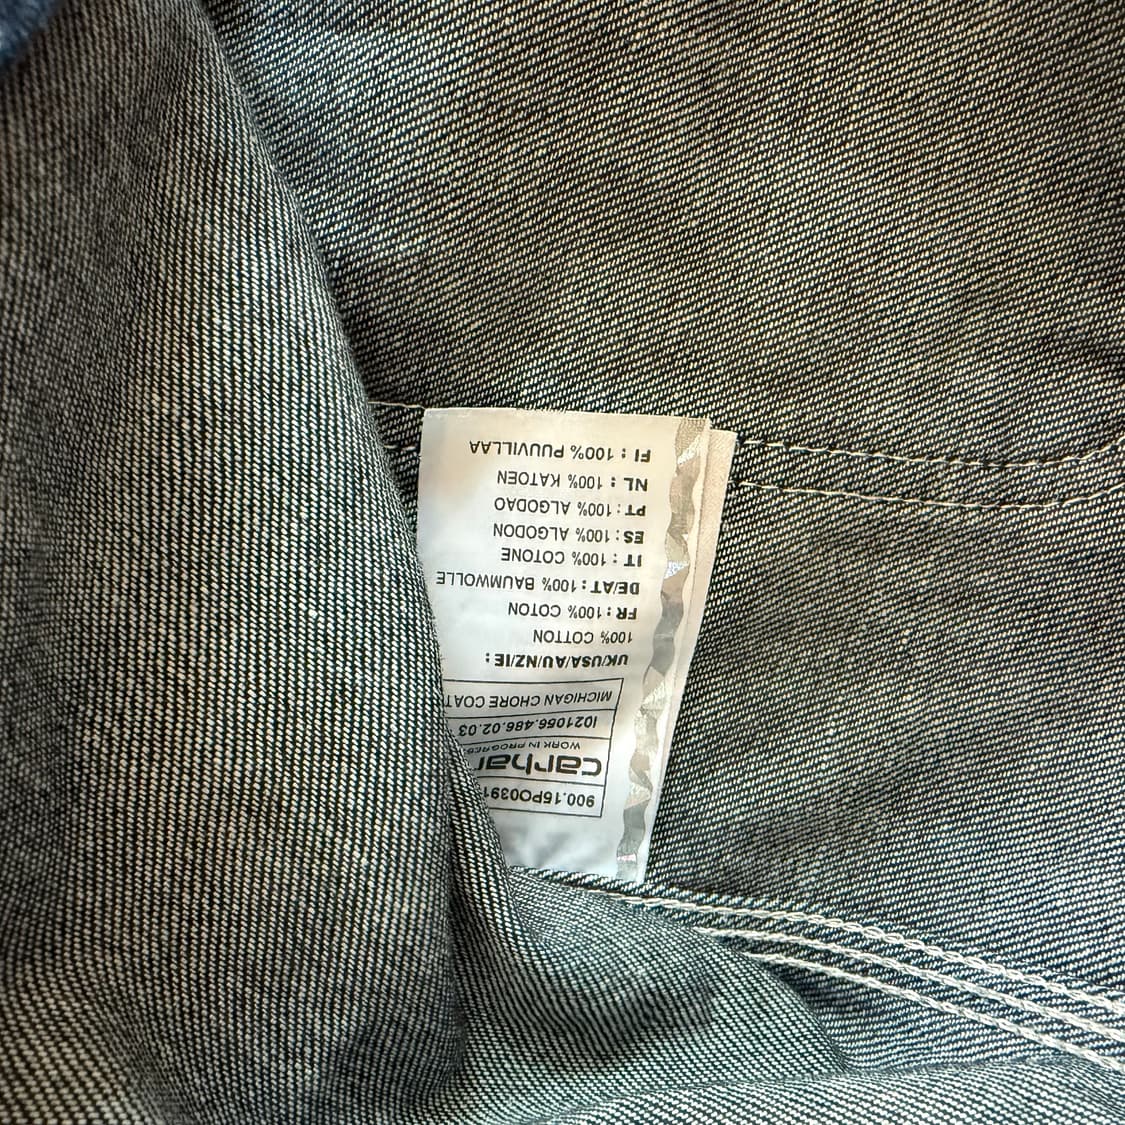 900.15PO0391
carhar
WORK IN PROGRES
I021056.486.02.03
MICHIGAN CHORE COAT
UK/USA/AU/NZ/IE :
100% COTTON
FR : 100% COTON
DE/AT : 100% BAUMWOLLE
IT : 100% COTONE
ES : 100% ALGODON
PT : 100% ALGODAO
NL : 100% KATOEN
FI : 100% PUUVILLAA